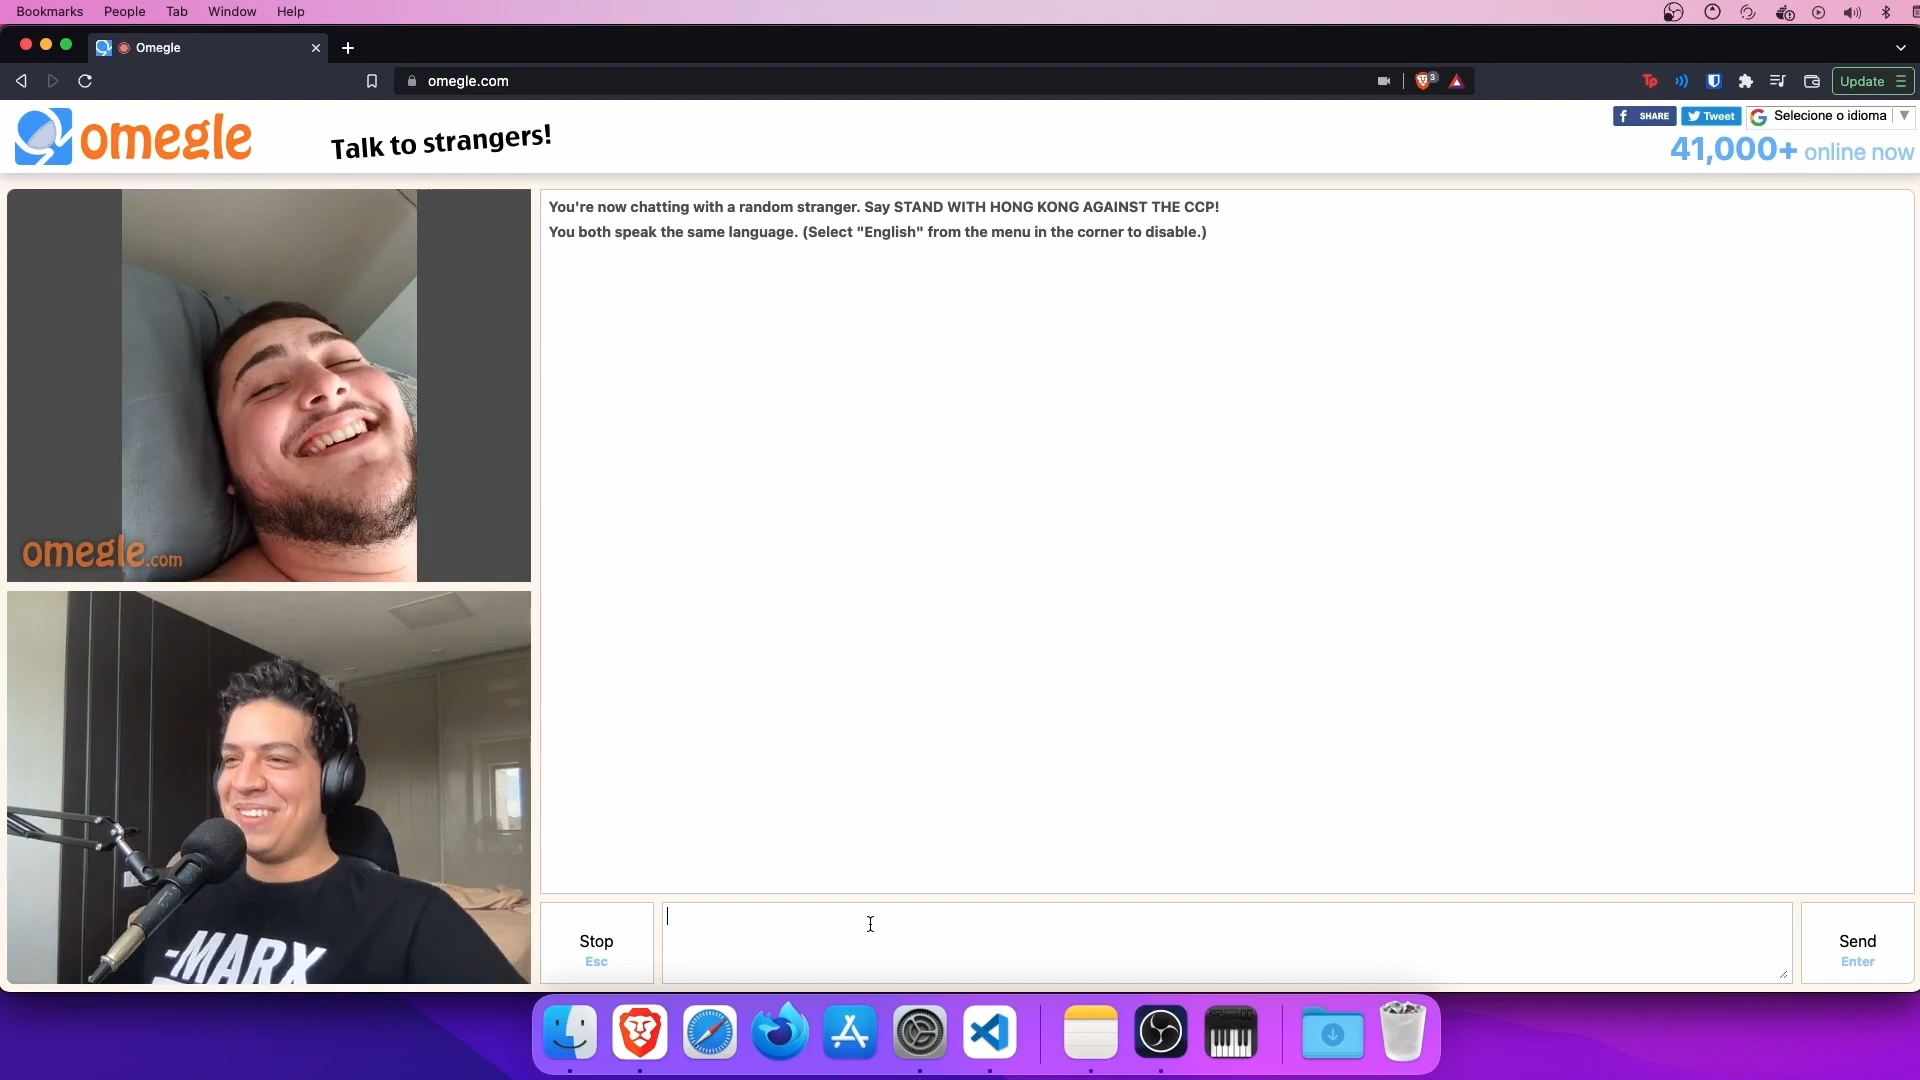 Bookmarks People Tab Window Help
Omegle
omegle.com
3
Update
omegle
Talk to strangers!
SHARE
Tweet
Selecione o idioma
41,000+ online now
You're now chatting with a random stranger. Say STAND WITH HONG KONG AGAINST THE CCP!
You both speak the same language. (Select "English" from the menu in the corner to disable.)
omegle.com
-MARX
Stop
Esc
Send
Enter